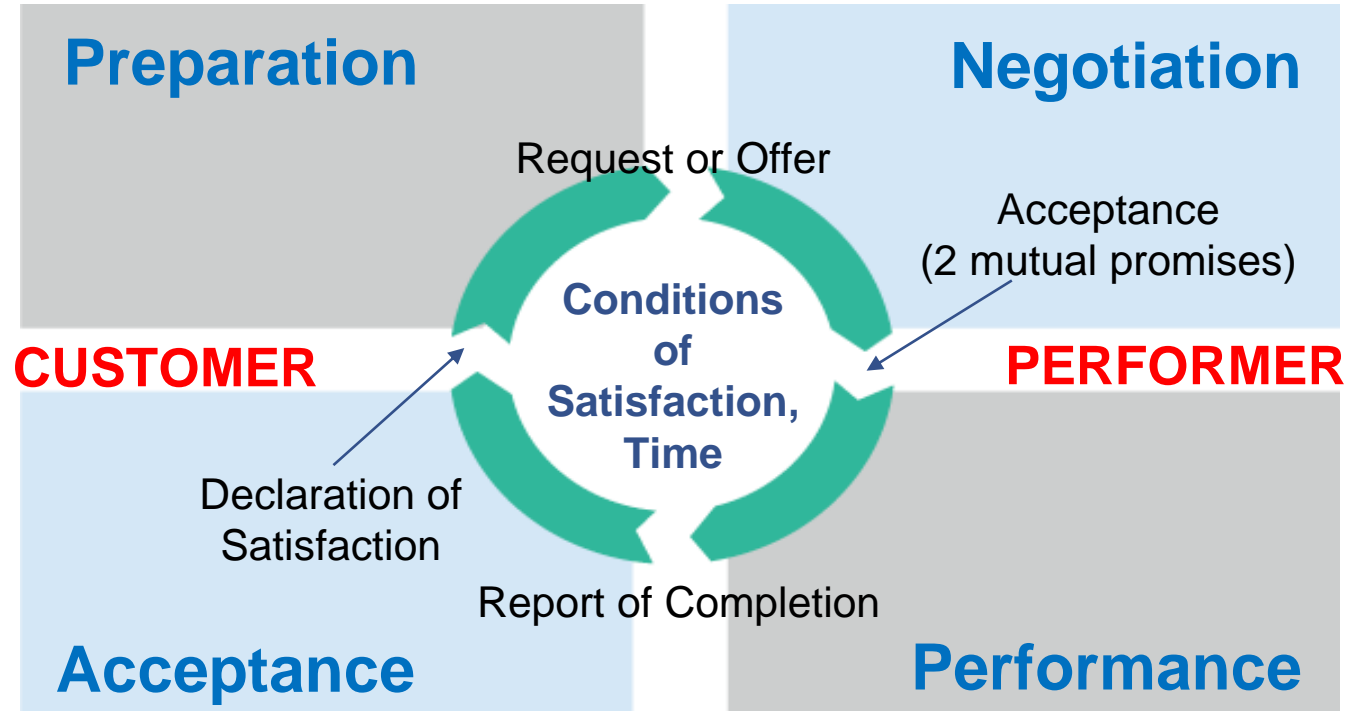 Preparation
Negotiation
Request or Offer
Acceptance
(2 mutual promises)
Conditions
of
Satisfaction,
Time
CUSTOMER
PERFORMER
Declaration of
Satisfaction
Report of Completion
Acceptance
Performance